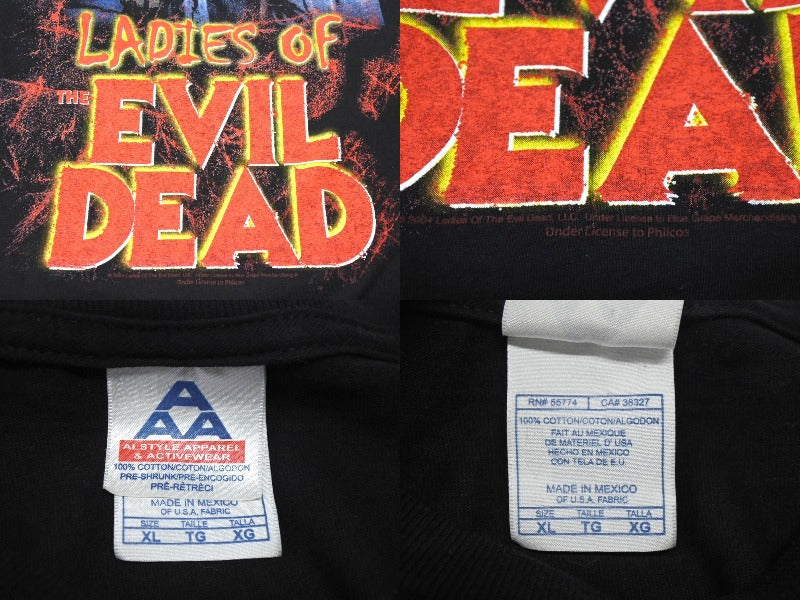 LADIES OF
THE
EVIL
DEAD
Under License to Philcos
DEA
Ladies Of The Evil Dead, LLC. Under License to Blue Grape Merchandising
Under License to Philcos
AAA
ALSTYLE APPAREL
& ACTIVEWEAR
100% COTTON/COTON/ALGODON
PRE-SHRUNK/PRE-ENCOGIDO
PRÉ-RÉTRÉCI
MADE IN MEXICO
OF U.S.A. FABRIC
SIZE TAILLE TALLA
XL TG XG
RN# 55774 CA# 38327
100% COTTON/COTON/ALGODON
FAIT AU MEXIQUE
DE MATERIEL D' USA
HECHO EN MEXICO
CON TELA DE E.U.
MADE IN MEXICO
OF U.S.A. FABRIC
SIZE TAILLE TALLA
XL TG XG